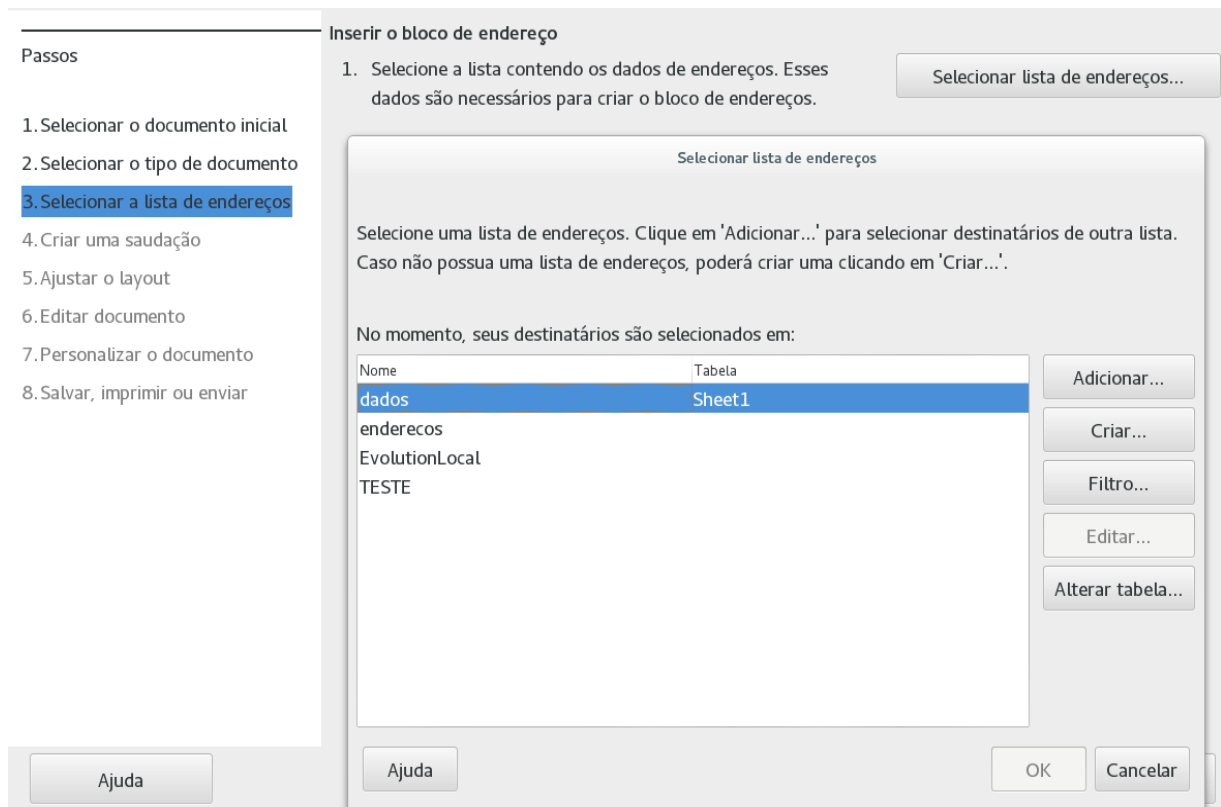 Passos
1.Selecionar o documento inicial
2.Selecionar o tipo de documento
3.Selecionar a lista de endereços
4.Criar uma saudação
5.Ajustar o layout
6.Editar documento
7.Personalizar o documento
8.Salvar, imprimir ou enviar
Ajuda
Inserir o bloco de endereço
1. Selecione a lista contendo os dados de endereços. Esses
dados são necessários para criar o bloco de endereços.
Selecionar lista de endereços...
Selecionar lista de endereços
Selecione uma lista de endereços. Clique em 'Adicionar...' para selecionar destinatários de outra lista.
Caso não possua uma lista de endereços, poderá criar uma clicando em 'Criar...'.
No momento, seus destinatários são selecionados em:
Nome Tabela
dados Sheet1
enderecos
EvolutionLocal
TESTE
Adicionar...
Criar...
Filtro...
Editar...
Alterar tabela...
Ajuda
OK
Cancelar